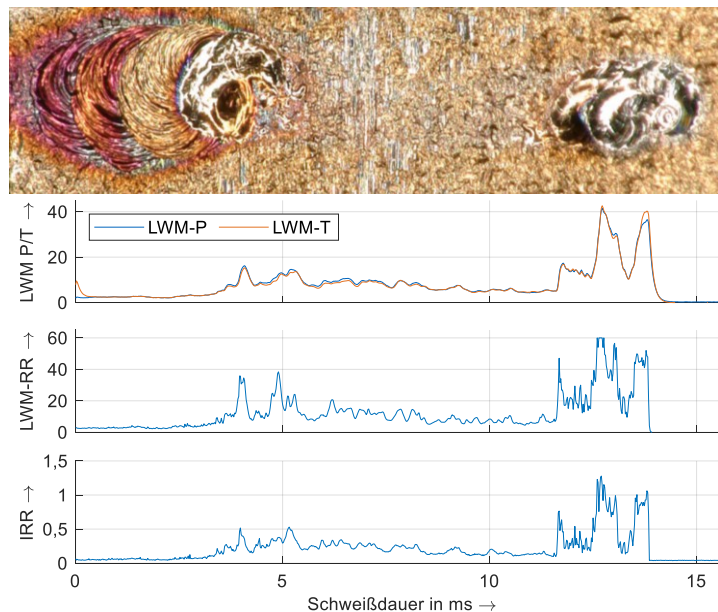 LWM P/T →
40
20
0
LWM-P
LWM-T
LWM-RR →
60
40
20
0
IRR →
1,5
1
0,5
0
0
5
10
15
Schweißdauer in ms →